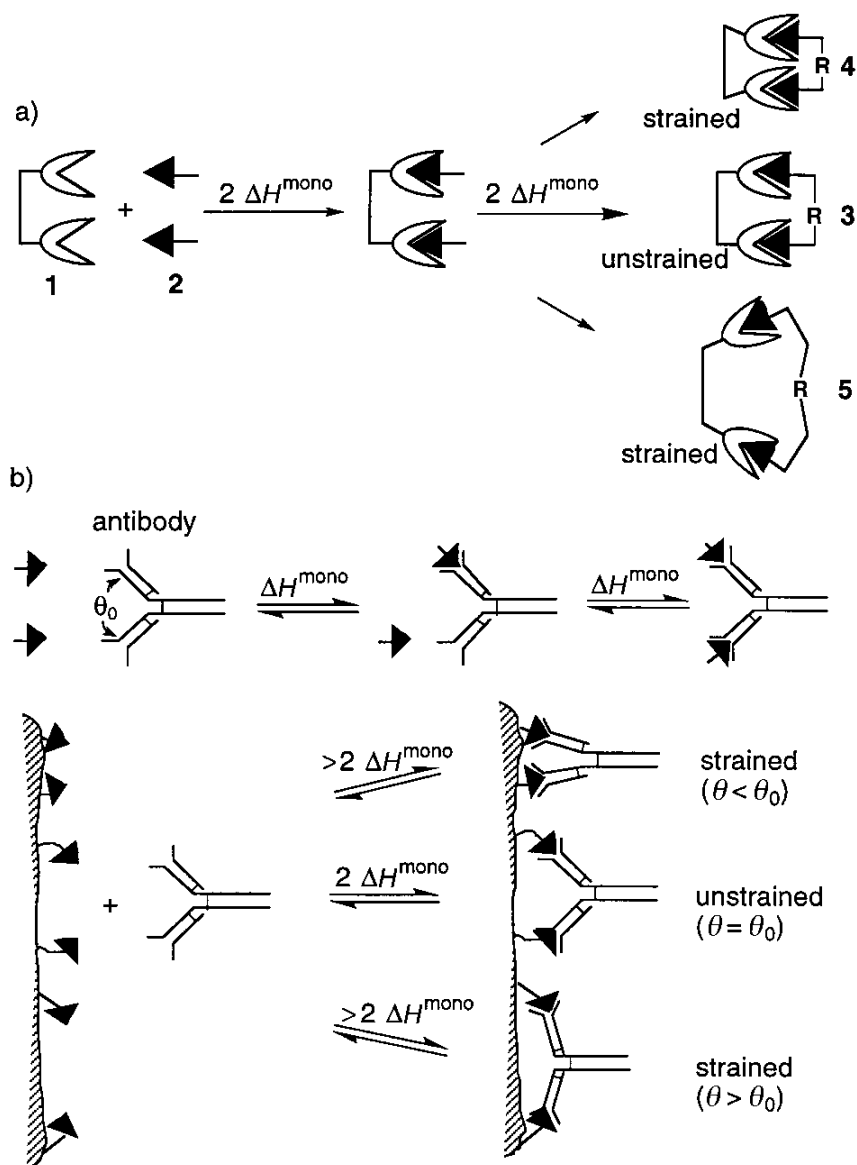 a)
1
+
2
2 ΔH^mono
2 ΔH^mono
strained
R 4
unstrained
R 3
strained
R 5
b)
antibody
θ₀
ΔH^mono
ΔH^mono
+
>2 ΔH^mono
strained
(θ < θ₀)
2 ΔH^mono
unstrained
(θ = θ₀)
>2 ΔH^mono
strained
(θ > θ₀)